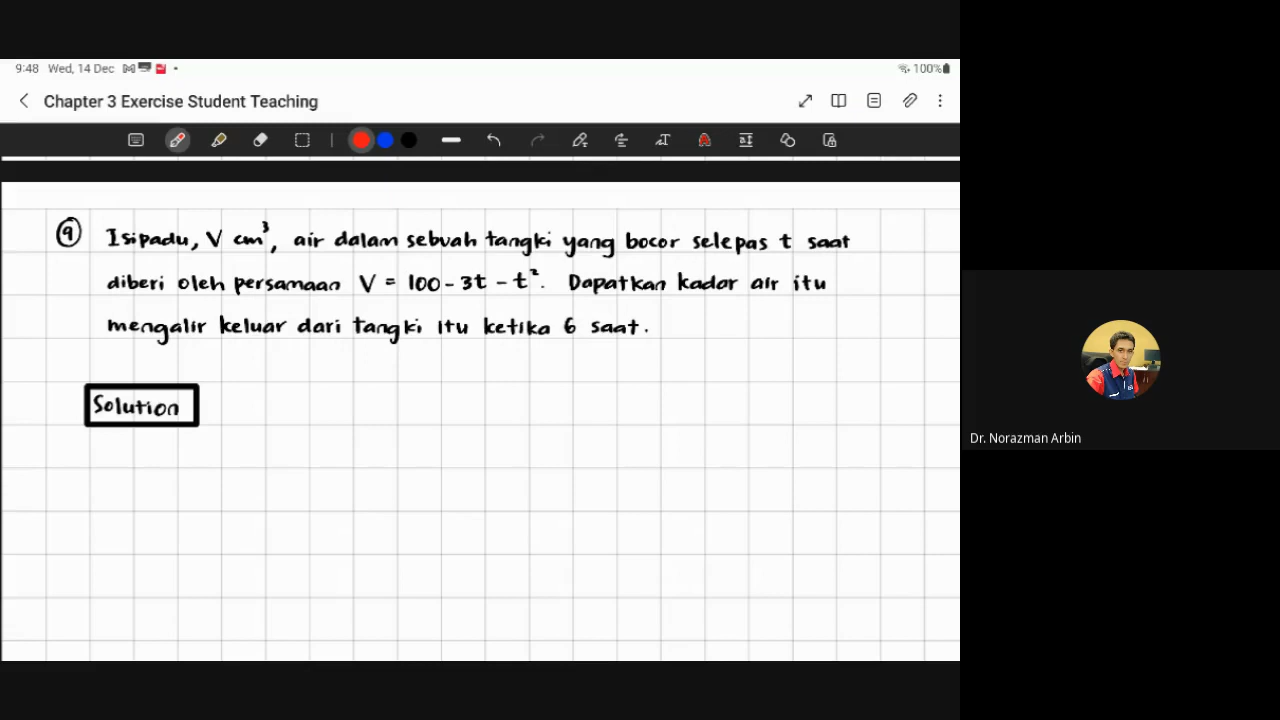 9:48 Wed, 14 Dec
100%
Chapter 3 Exercise Student Teaching
9 Isipadu, V cm³, air dalam sebuah tangki yang bocor selepas t saat
diberi oleh persamaan V = 100 - 3t - t². Dapatkan kadar air itu
mengalir keluar dari tangki itu ketika 6 saat.
Solution
Dr. Norazman Arbin